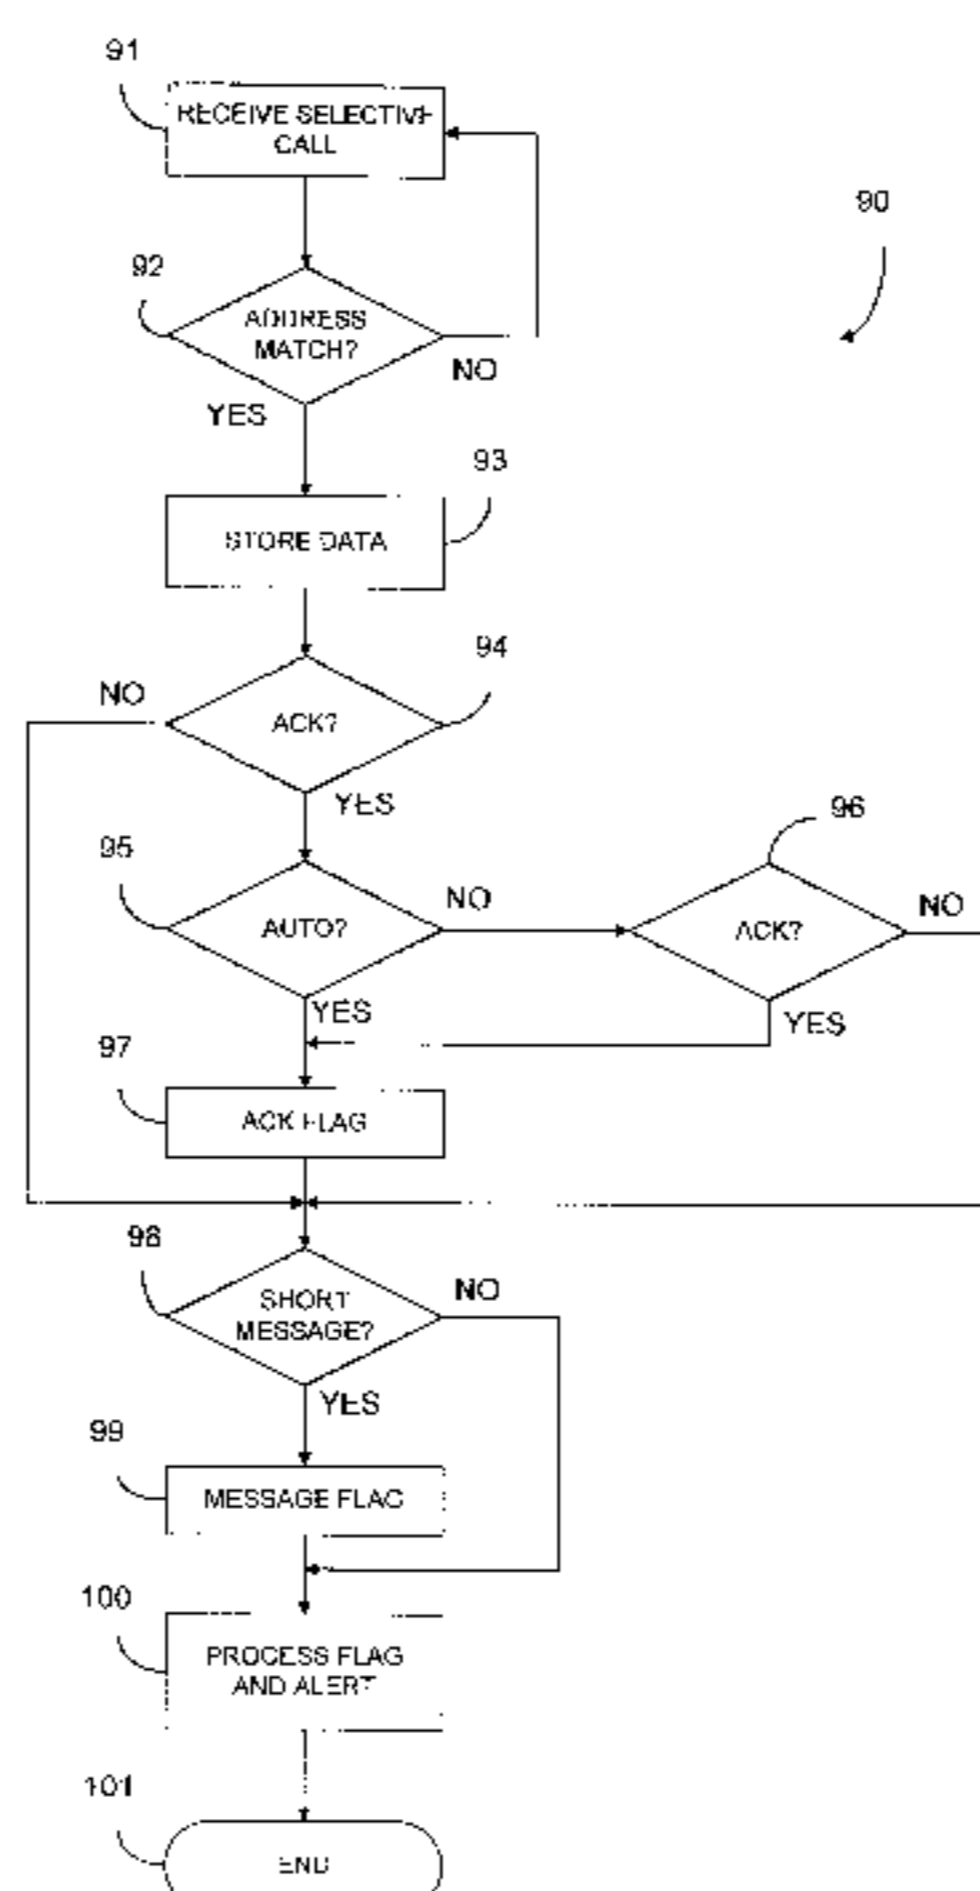 91
RECEIVE SELECTIVE
CALL
90
92
ADDRESS
MATCH?
NO
YES
93
STORE DATA
94
NO
ACK?
YES
96
95
NO
NO
AUTO?
ACK?
YES
YES
97
ACK FLAG
98
NO
SHORT
MESSAGE?
YES
99
MESSAGE FLAG
100
PROCESS FLAG
AND ALERT
101
END